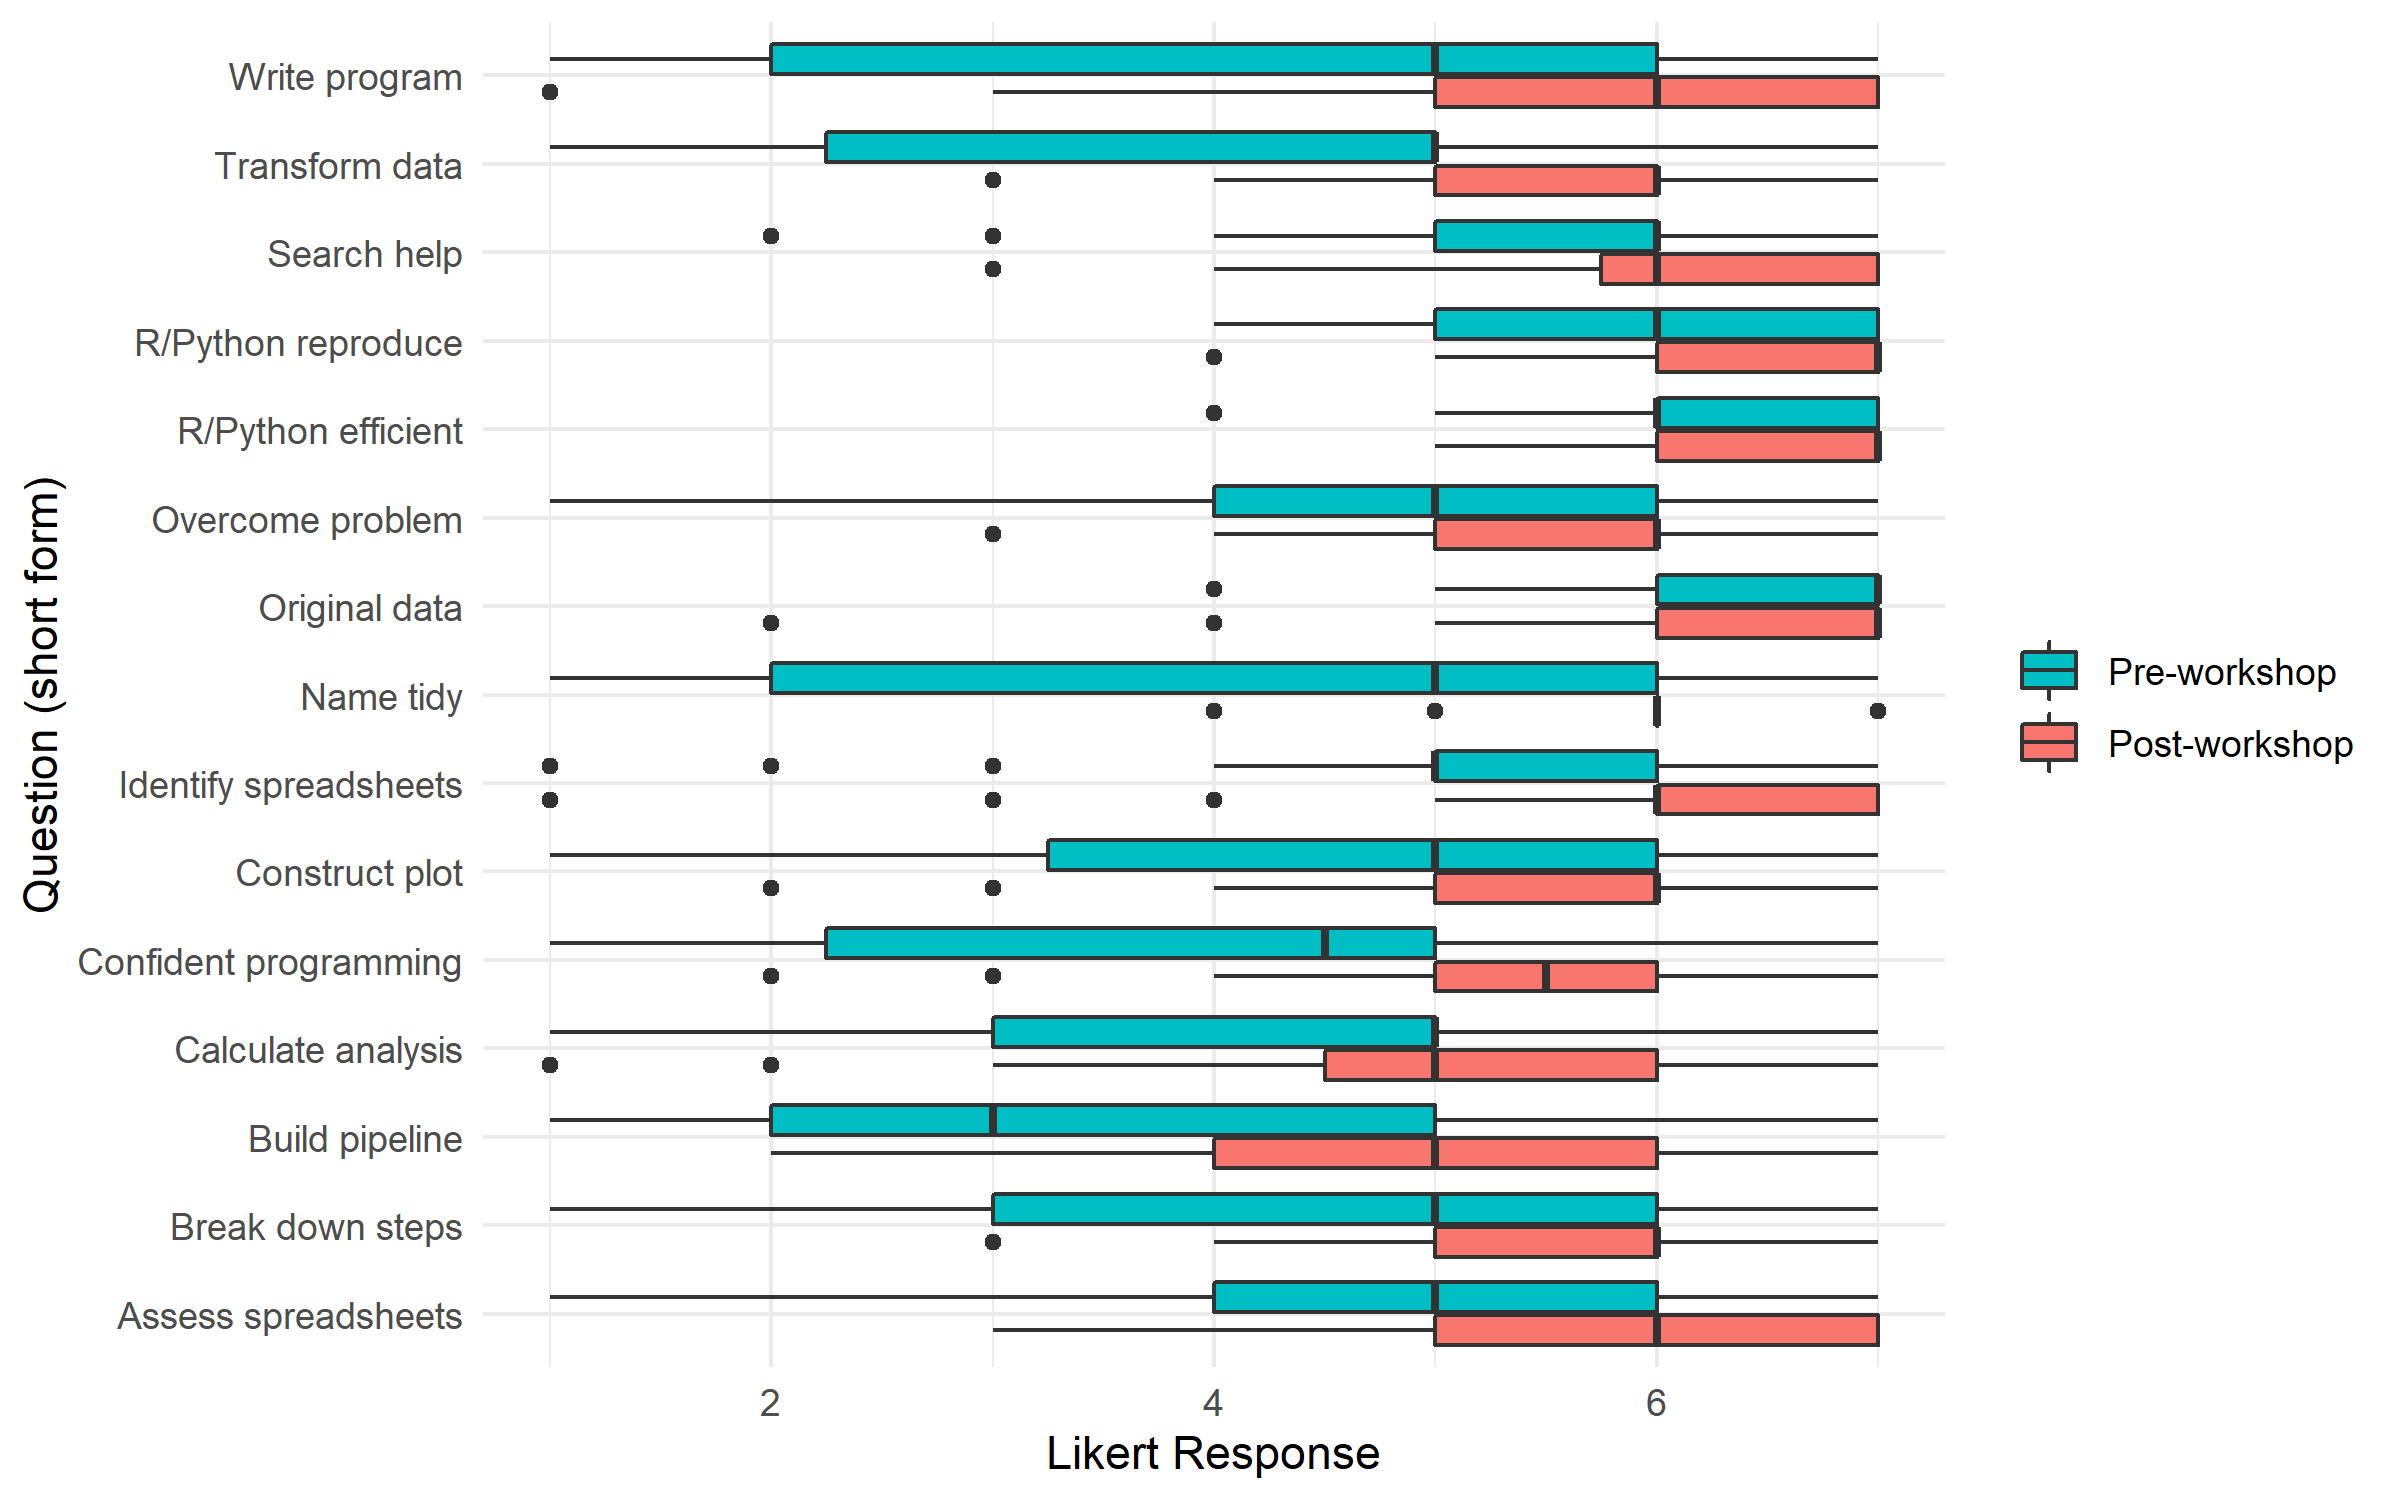 Question (short form)
Write program
Transform data
Search help
R/Python reproduce
R/Python efficient
Overcome problem
Original data
Name tidy
Identify spreadsheets
Construct plot
Confident programming
Calculate analysis
Build pipeline
Break down steps
Assess spreadsheets
2 4 6
Likert Response
Pre-workshop
Post-workshop